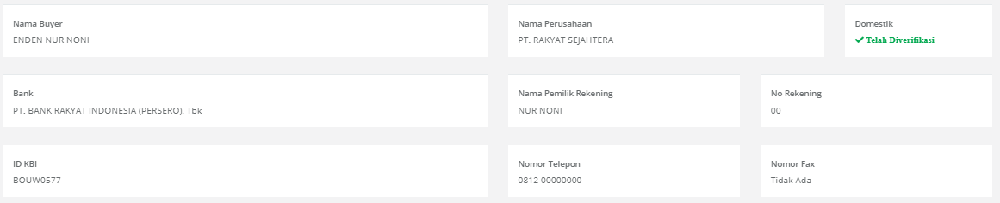 Nama Buyer
ENDEN NUR NONI
Nama Perusahaan
PT. RAKYAT SEJAHTERA
Domestik
✔ Telah Diverifikasi
Bank
PT. BANK RAKYAT INDONESIA (PERSERO), Tbk
Nama Pemilik Rekening
NUR NONI
No Rekening
00
ID KBI
BOUW0577
Nomor Telepon
0812 00000000
Nomor Fax
Tidak Ada